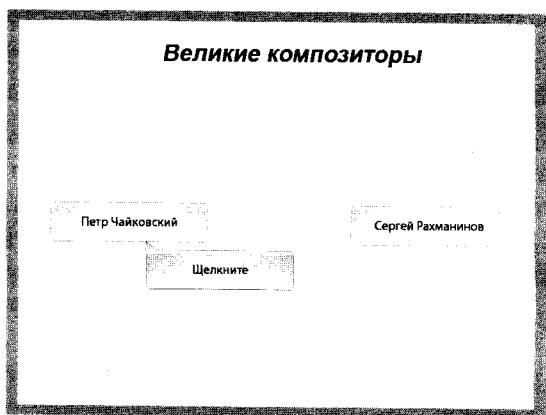 Великие композиторы
Петр Чайковский
Сергей Рахманинов
Щелкните